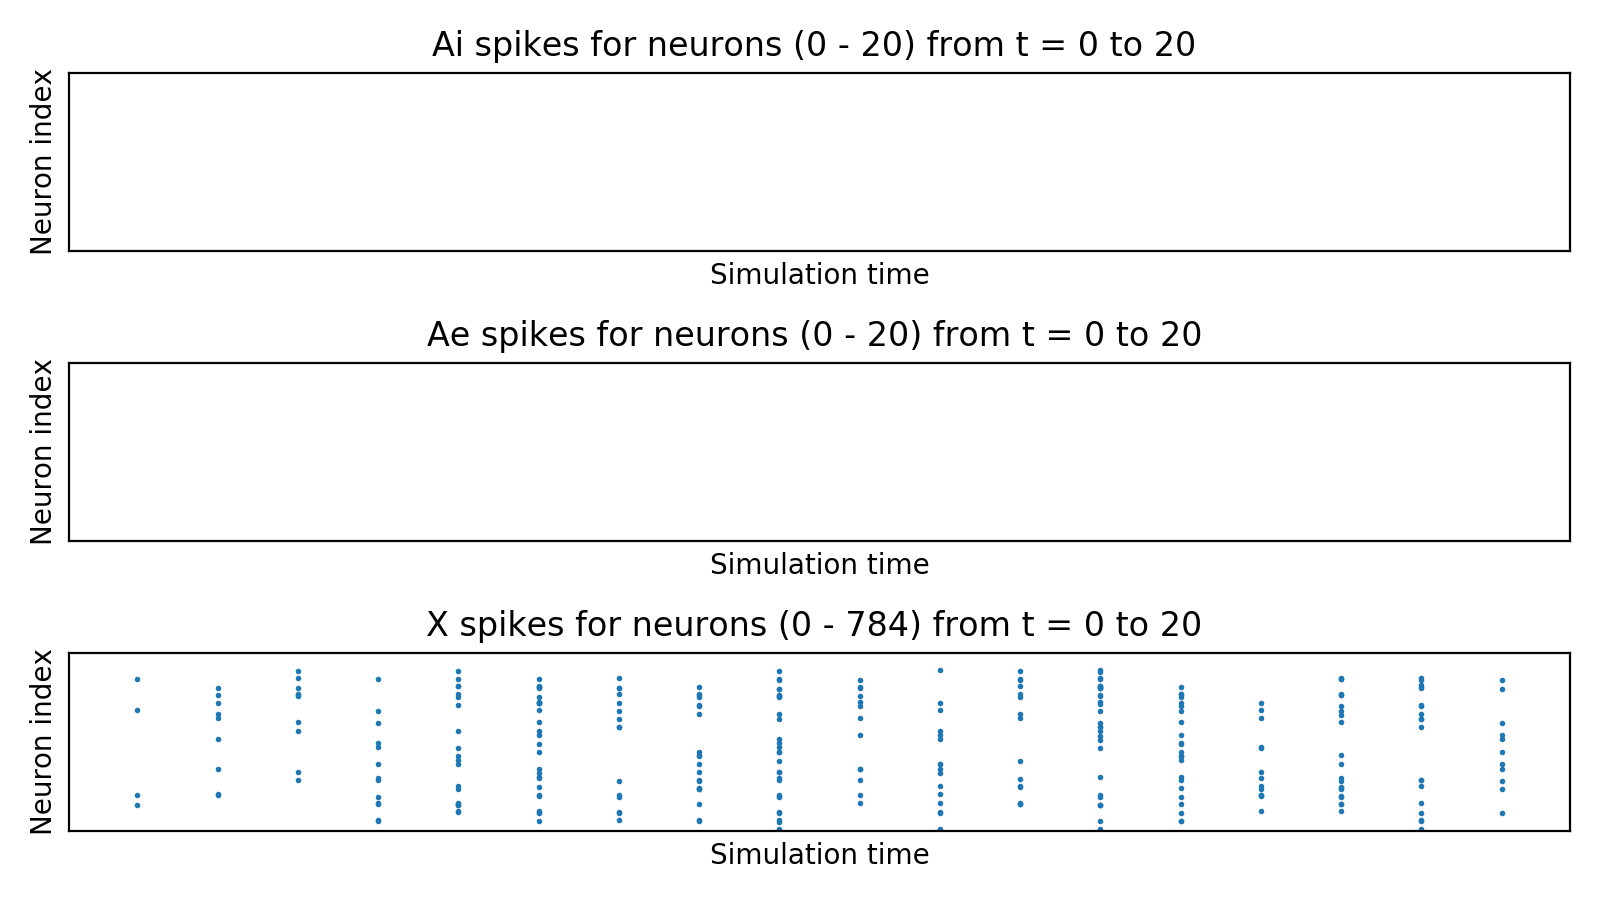 Ai spikes for neurons (0 - 20) from t = 0 to 20
Neuron index
Simulation time
Ae spikes for neurons (0 - 20) from t = 0 to 20
Neuron index
Simulation time
X spikes for neurons (0 - 784) from t = 0 to 20
Neuron index
Simulation time